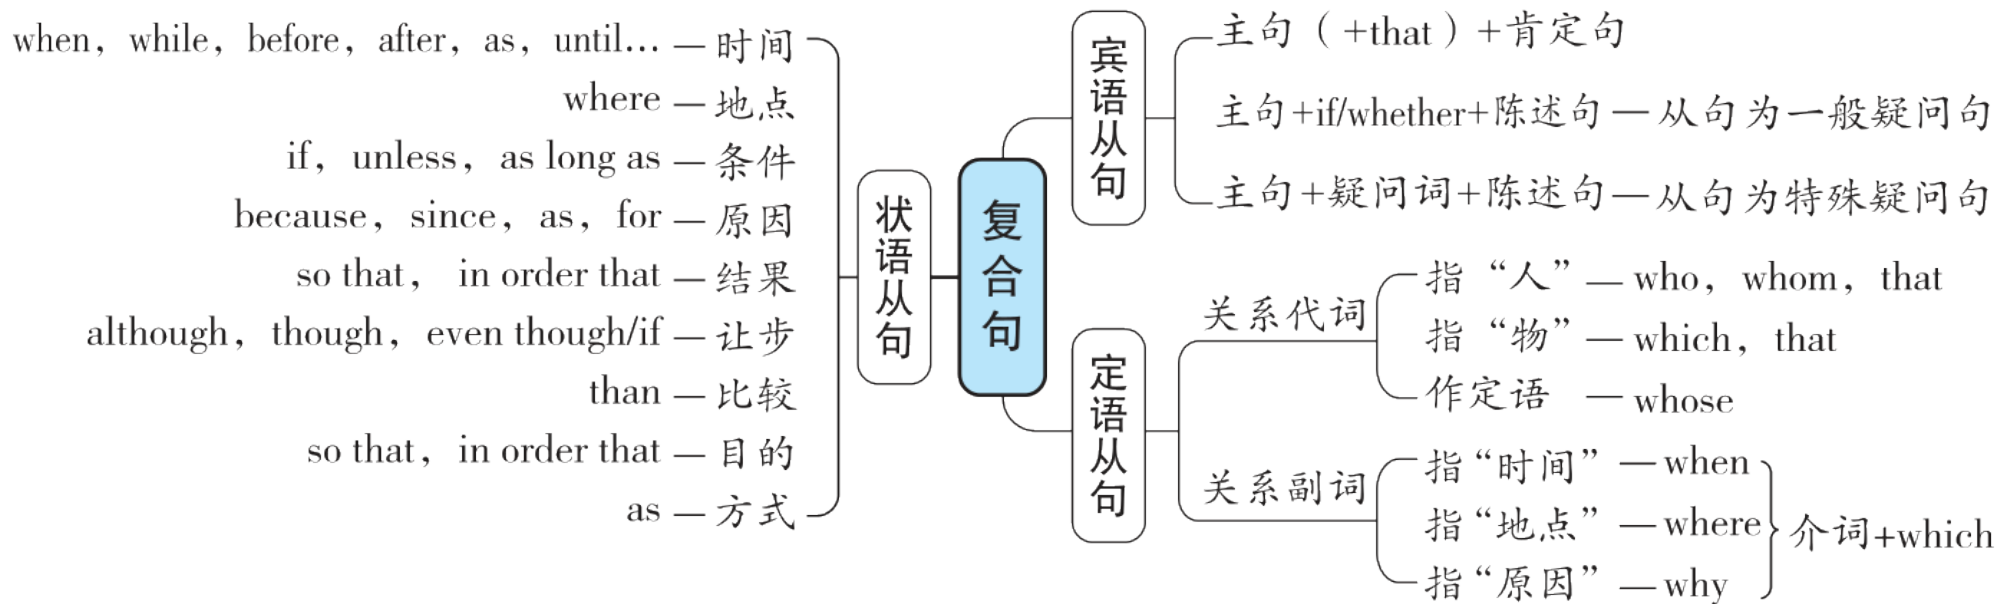 when，while，before，after，as，until… — 时间
where — 地点
if，unless，as long as — 条件
because，since，as，for — 原因
so that， in order that — 结果
although，though，even though/if — 让步
than — 比较
so that，in order that — 目的
as — 方式
状语从句
复合句
宾语从句
主句（+that）+肯定句
主句+if/whether+陈述句 — 从句为一般疑问句
主句+疑问词+陈述句 — 从句为特殊疑问句
定语从句
关系代词
指“人” — who，whom，that
指“物” — which，that
作定语 — whose
关系副词
指“时间” — when
指“地点” — where
指“原因” — why
介词+which